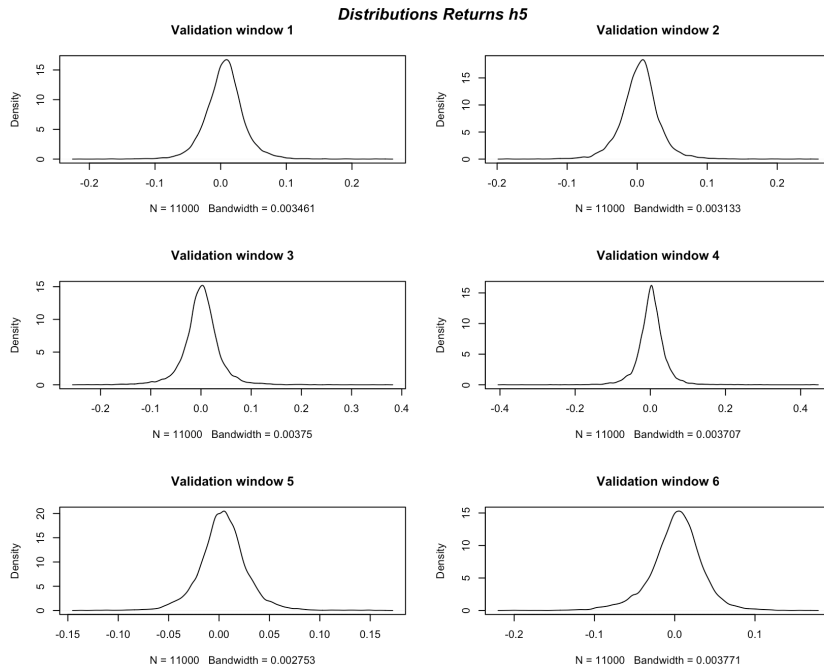 Distributions Returns h5
Validation window 1
Density
0 5 10 15
-0.2 -0.1 0.0 0.1 0.2
N = 11000 Bandwidth = 0.003461
Validation window 2
Density
0 5 10 15
-0.2 -0.1 0.0 0.1 0.2
N = 11000 Bandwidth = 0.003133
Validation window 3
Density
0 5 10 15
-0.2 -0.1 0.0 0.1 0.2 0.3 0.4
N = 11000 Bandwidth = 0.00375
Validation window 4
Density
0 5 10 15
-0.4 -0.2 0.0 0.2 0.4
N = 11000 Bandwidth = 0.003707
Validation window 5
Density
0 5 10 15 20
-0.15 -0.10 -0.05 0.00 0.05 0.10 0.15
N = 11000 Bandwidth = 0.002753
Validation window 6
Density
0 5 10 15
-0.2 -0.1 0.0 0.1
N = 11000 Bandwidth = 0.003771